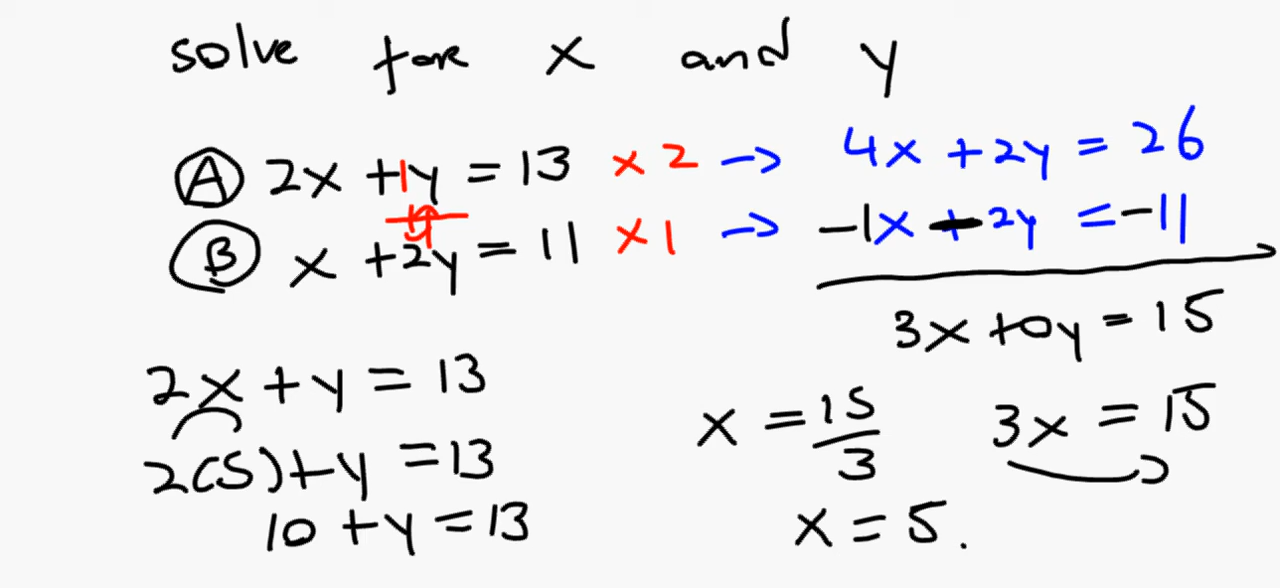 solve for x and y
Ⓐ 2x +1y = 13 × 2 → 4x + 2y = 26
Ⓑ x + 2y = 11 × 1 → -1x - 2y = -11
3x + 0y = 15
2x + y = 13
x = 15/3 3x = 15
2(5) + y = 13
10 + y = 13 x = 5.